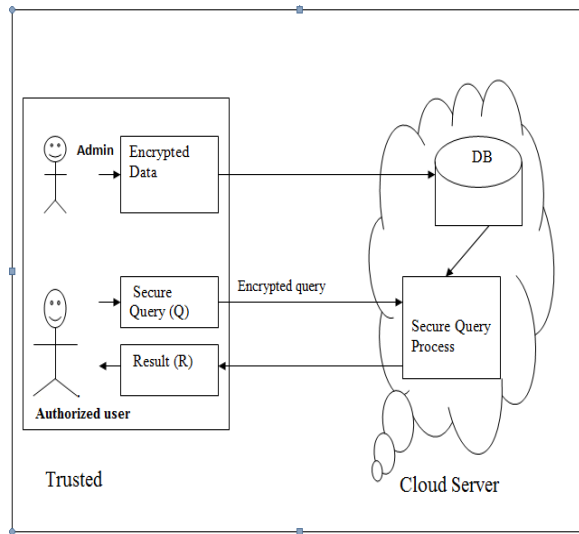 Admin
Encrypted
Data
DB
Secure
Query (Q)
Encrypted query
Secure Query
Process
Result (R)
Authorized user
Trusted
Cloud Server